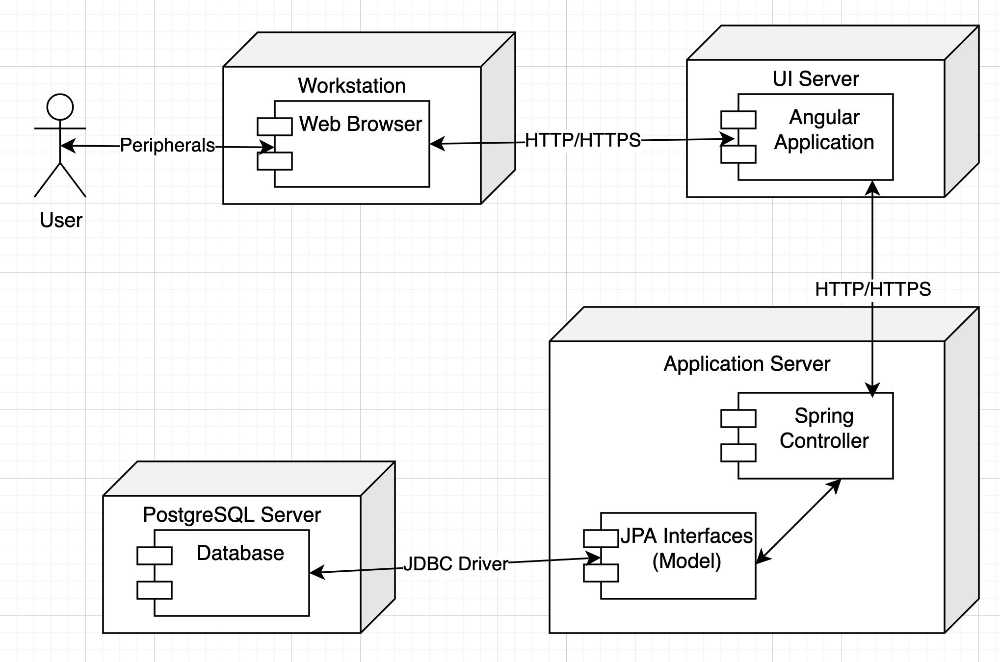 Workstation
Web Browser
UI Server
Angular
Application
Peripherals
HTTP/HTTPS
User
HTTP/HTTPS
Application Server
Spring
Controller
PostgreSQL Server
Database
JDBC Driver
JPA Interfaces
(Model)